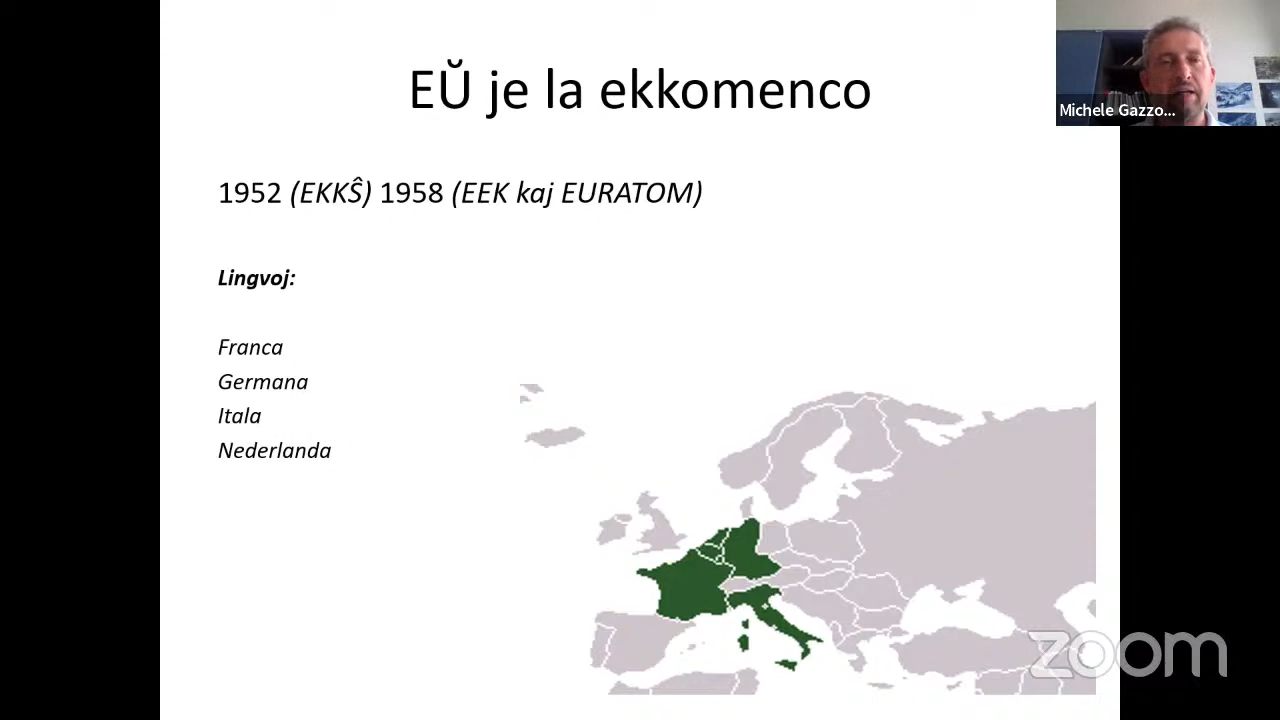 EŬ je la ekkomenco
Michele Gazzo...
1952 (EKKŜ) 1958 (EEK kaj EURATOM)
Lingvoj:
Franca
Germana
Itala
Nederlanda
zoom